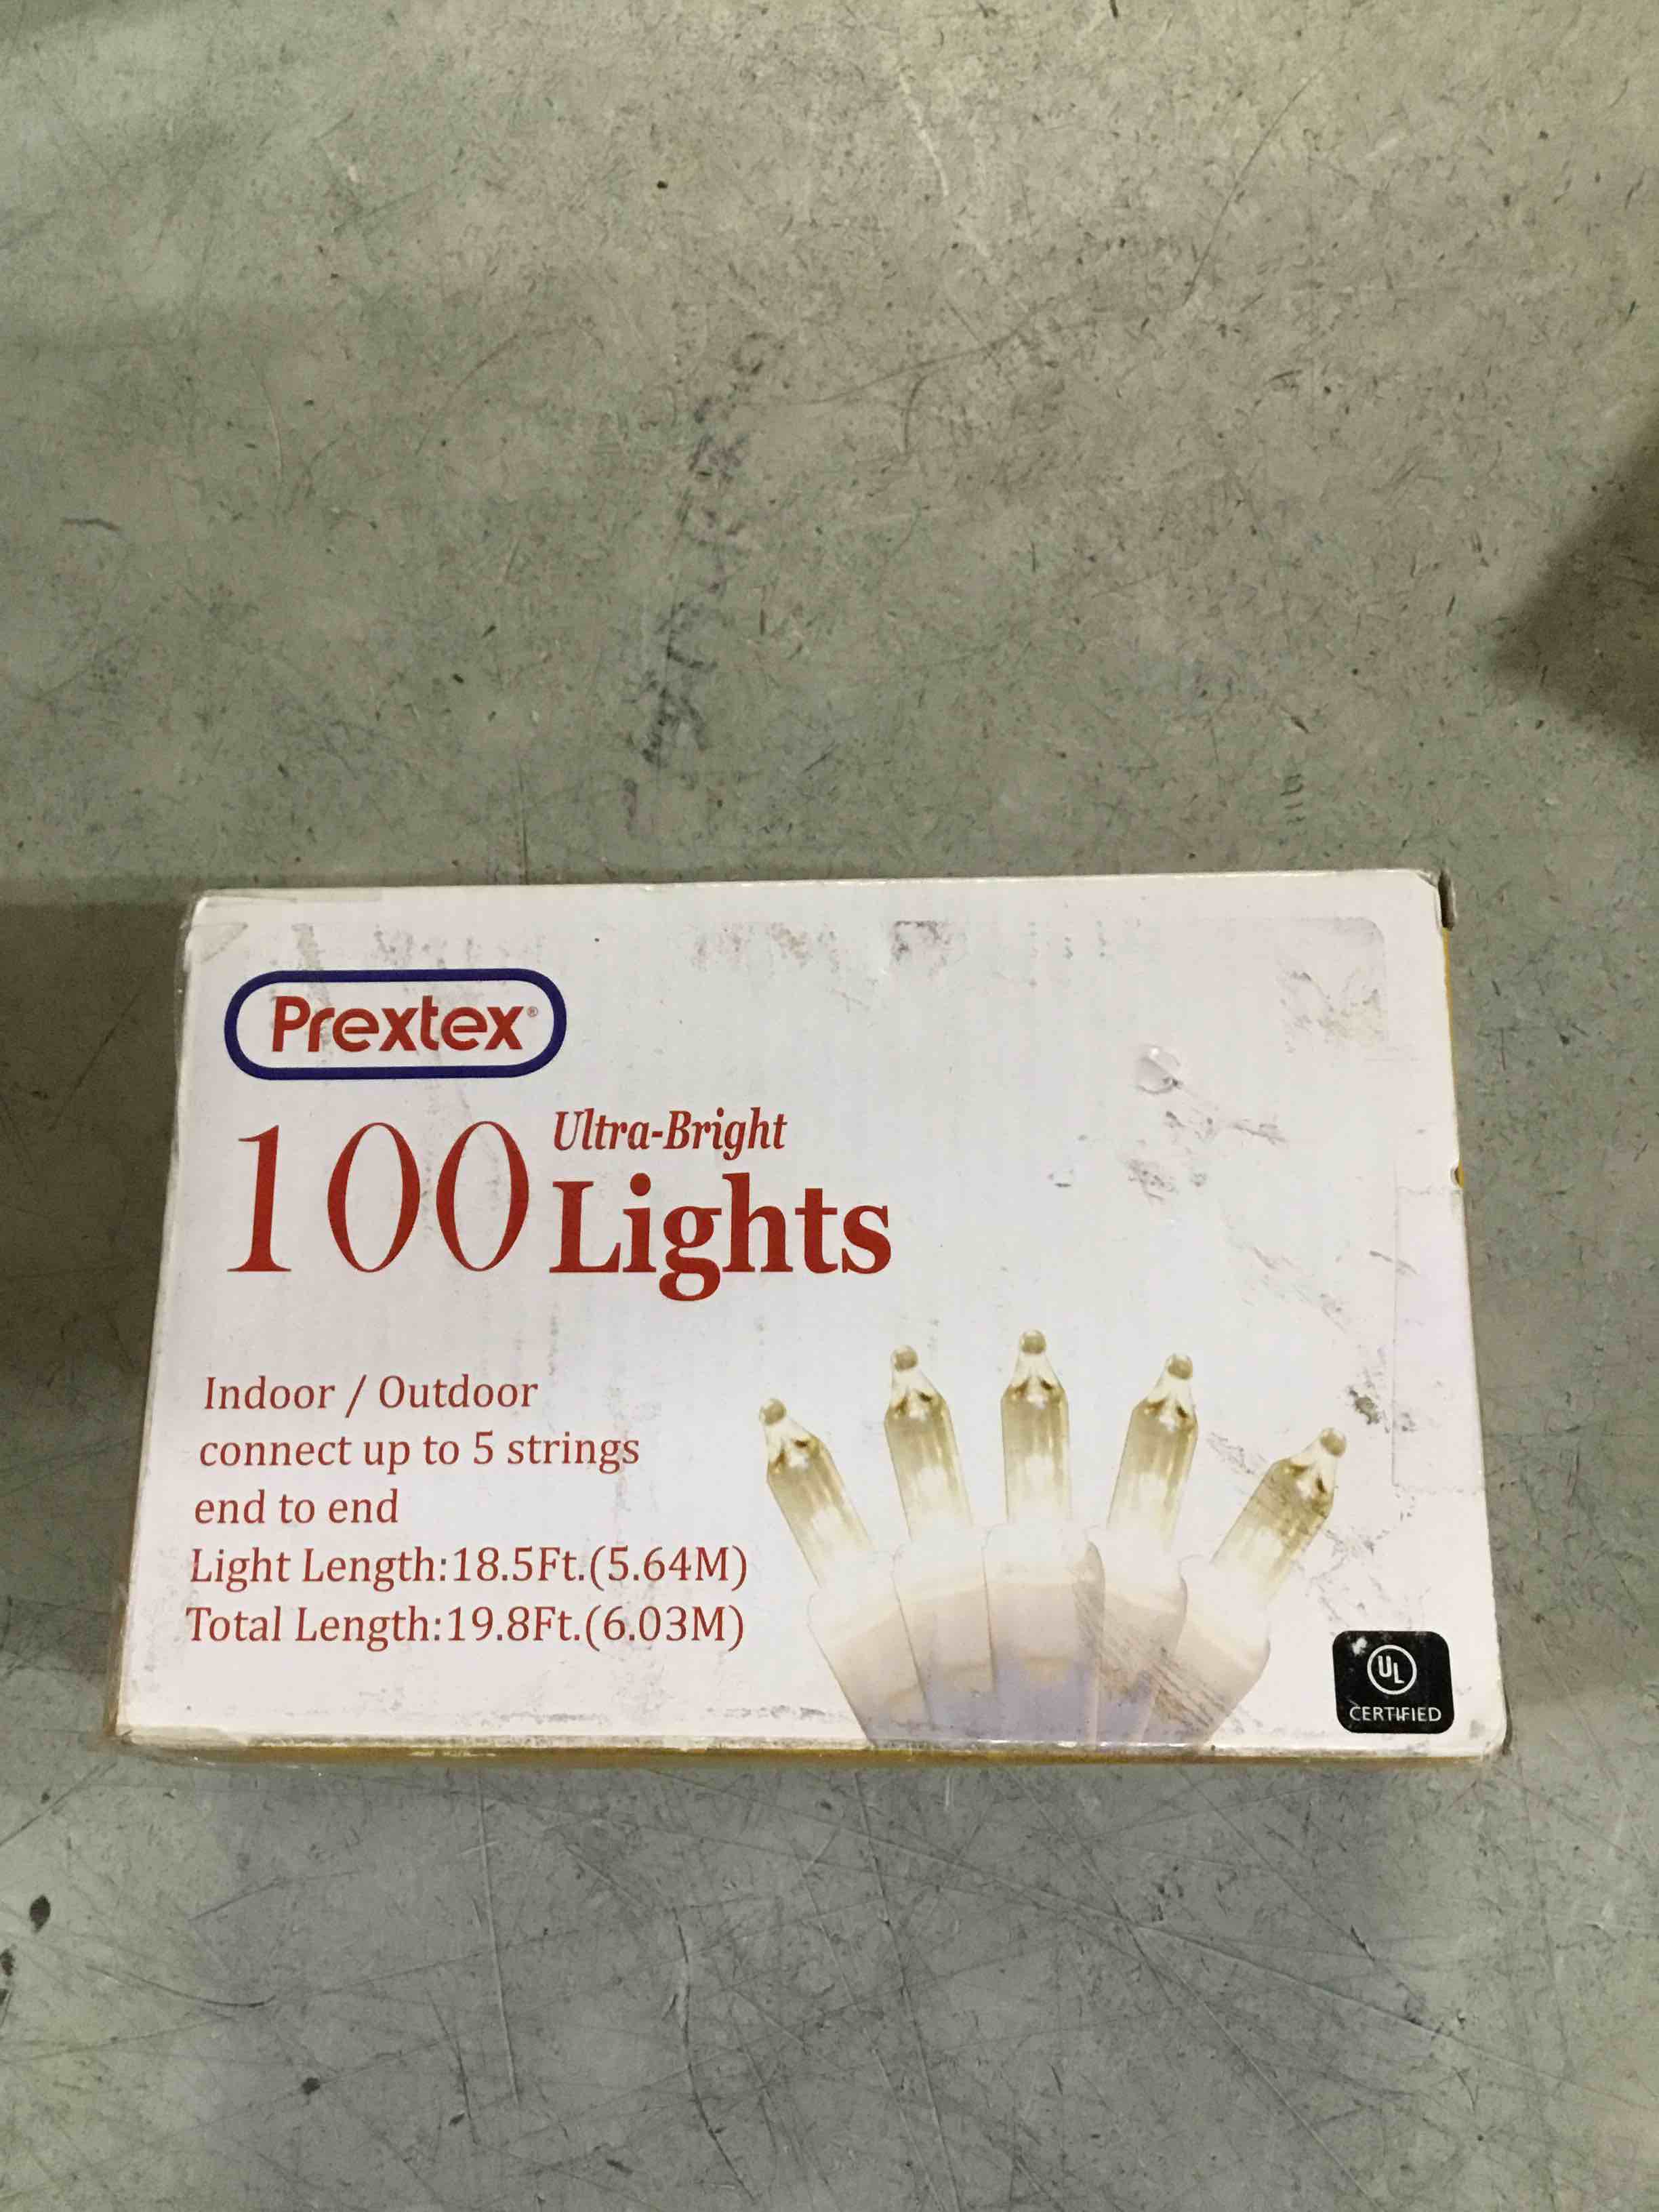 Prextex®
100 Ultra-Bright
Lights
Indoor / Outdoor
connect up to 5 strings
end to end
Light Length:18.5Ft.(5.64M)
Total Length:19.8Ft.(6.03M)
UL
CERTIFIED